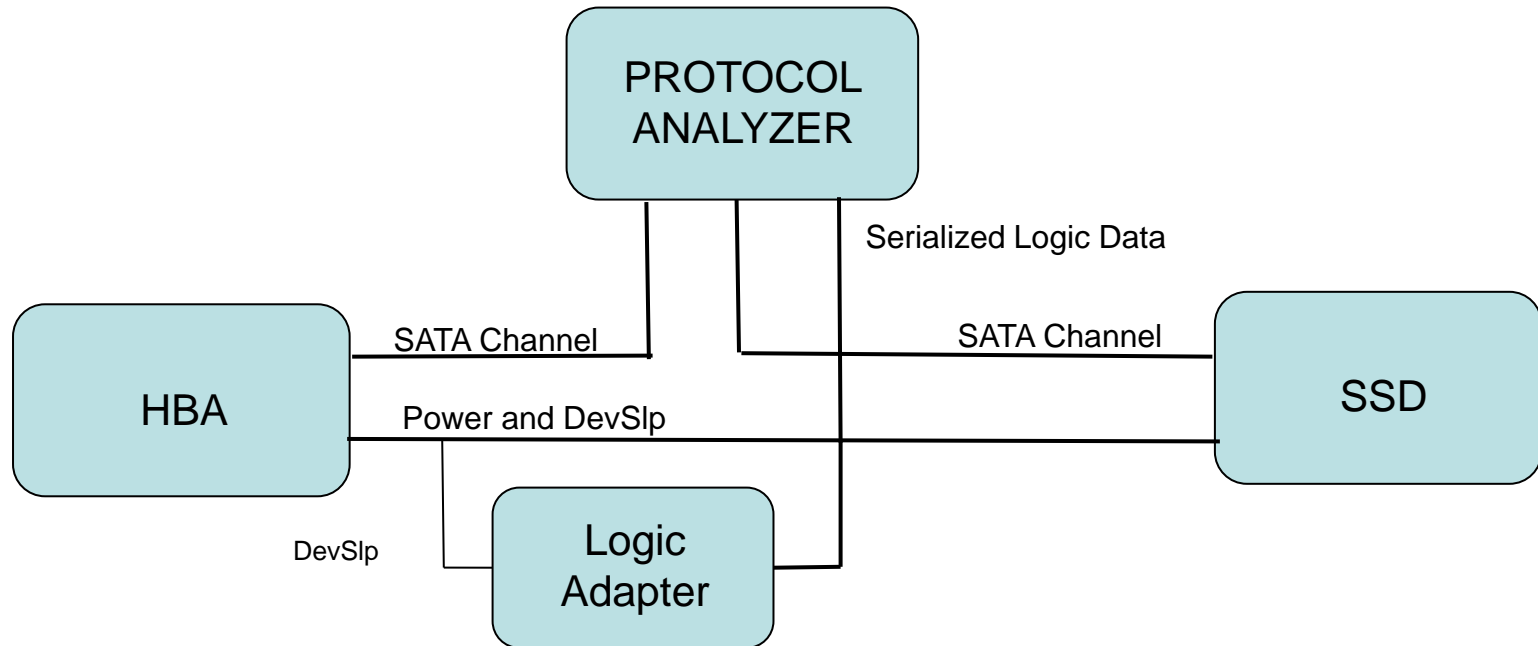 PROTOCOL
ANALYZER
Serialized Logic Data
SATA Channel
SATA Channel
HBA
SSD
Power and DevSlp
DevSlp
Logic
Adapter